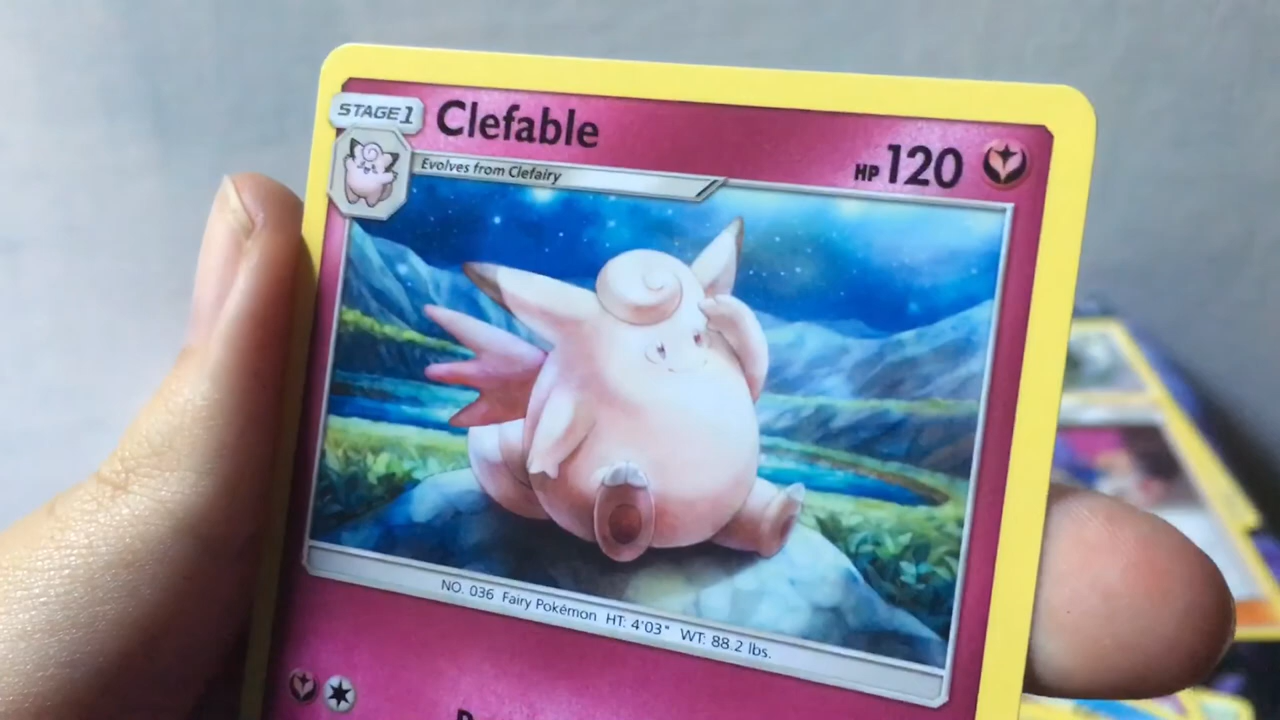 STAGE 1
Clefable
HP 120
Evolves from Clefairy
NO. 036 Fairy Pokémon HT: 4'03" WT: 88.2 lbs.